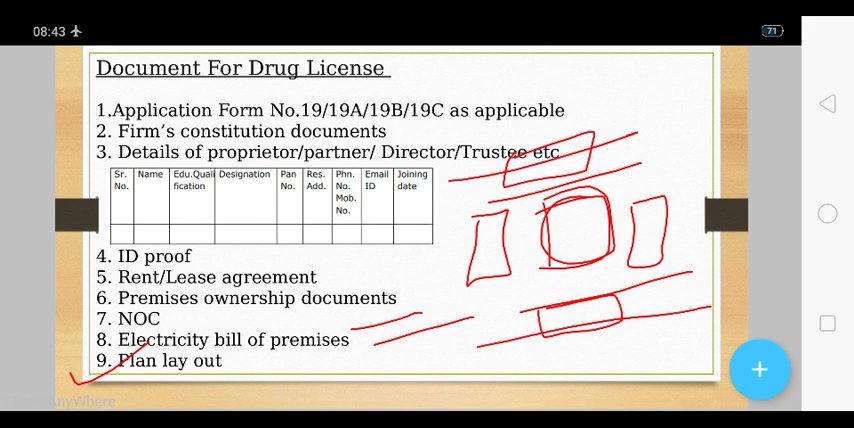 08:43
71
Document For Drug License
1.Application Form No.19/19A/19B/19C as applicable
2. Firm's constitution documents
3. Details of proprietor/partner/ Director/Trustee etc
Sr. No. Name Edu.Quali fication Designation Pan No. Res. Add. Phn. No. Mob. No. Email ID Joining date
4. ID proof
5. Rent/Lease agreement
6. Premises ownership documents
7. NOC
8. Electricity bill of premises
9. Plan lay out
AnyWhere
+